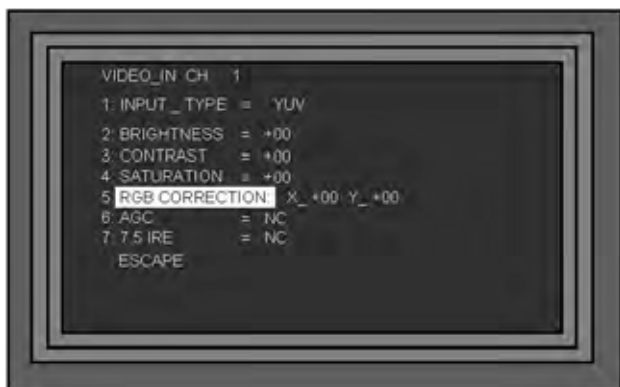 VIDEO_IN CH 1
1 INPUT_TYPE = YUV
2 BRIGHTNESS = +00
3 CONTRAST = +00
4 SATURATION = +00
5 RGB CORRECTION: X_+00 Y_+00
6 AGC = NC
7 7.5 IRE = NC
ESCAPE